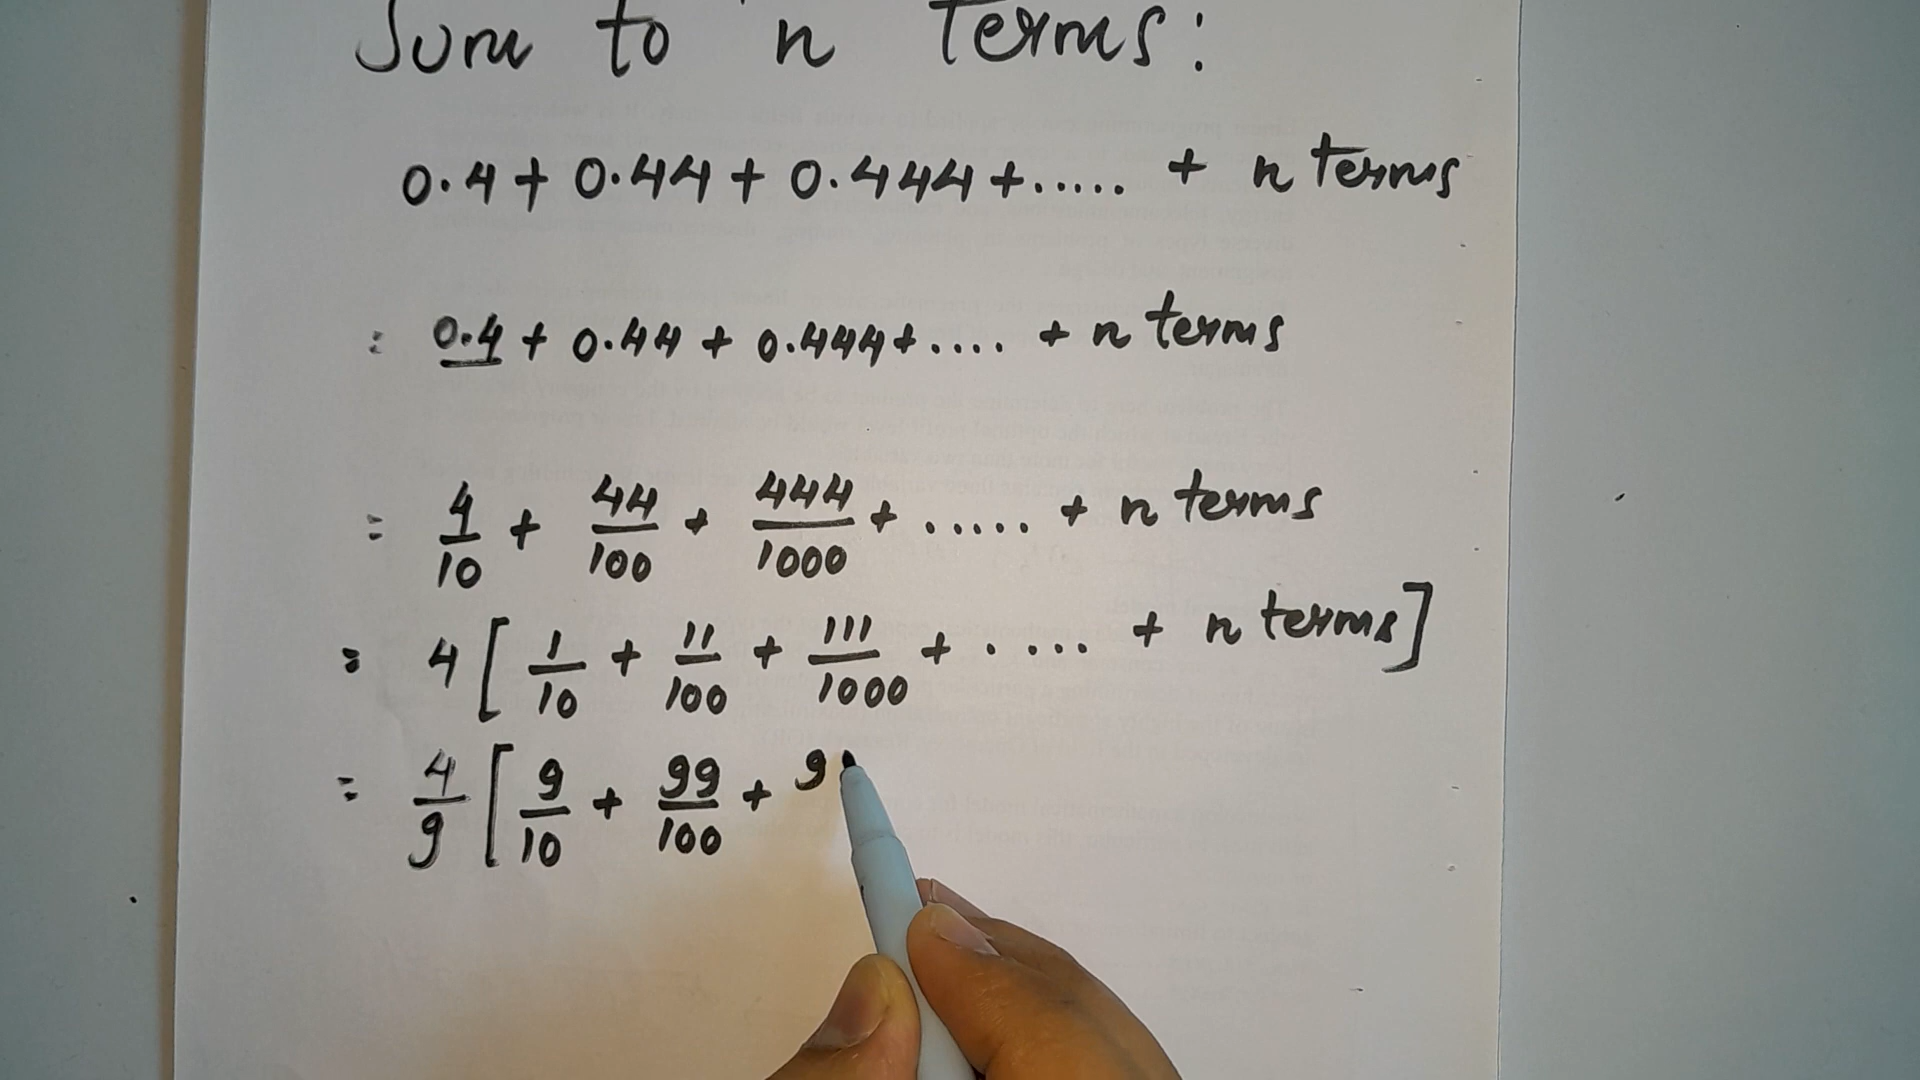 Sum to n Terms:
0.4 + 0.44 + 0.444 + ..... + n terms
= 0.4 + 0.44 + 0.444 + .... + n terms
= 4/10 + 44/100 + 444/1000 + ..... + n terms
= 4 [ 1/10 + 11/100 + 111/1000 + ..... + n terms ]
= 4/9 [ 9/10 + 99/100 + 9